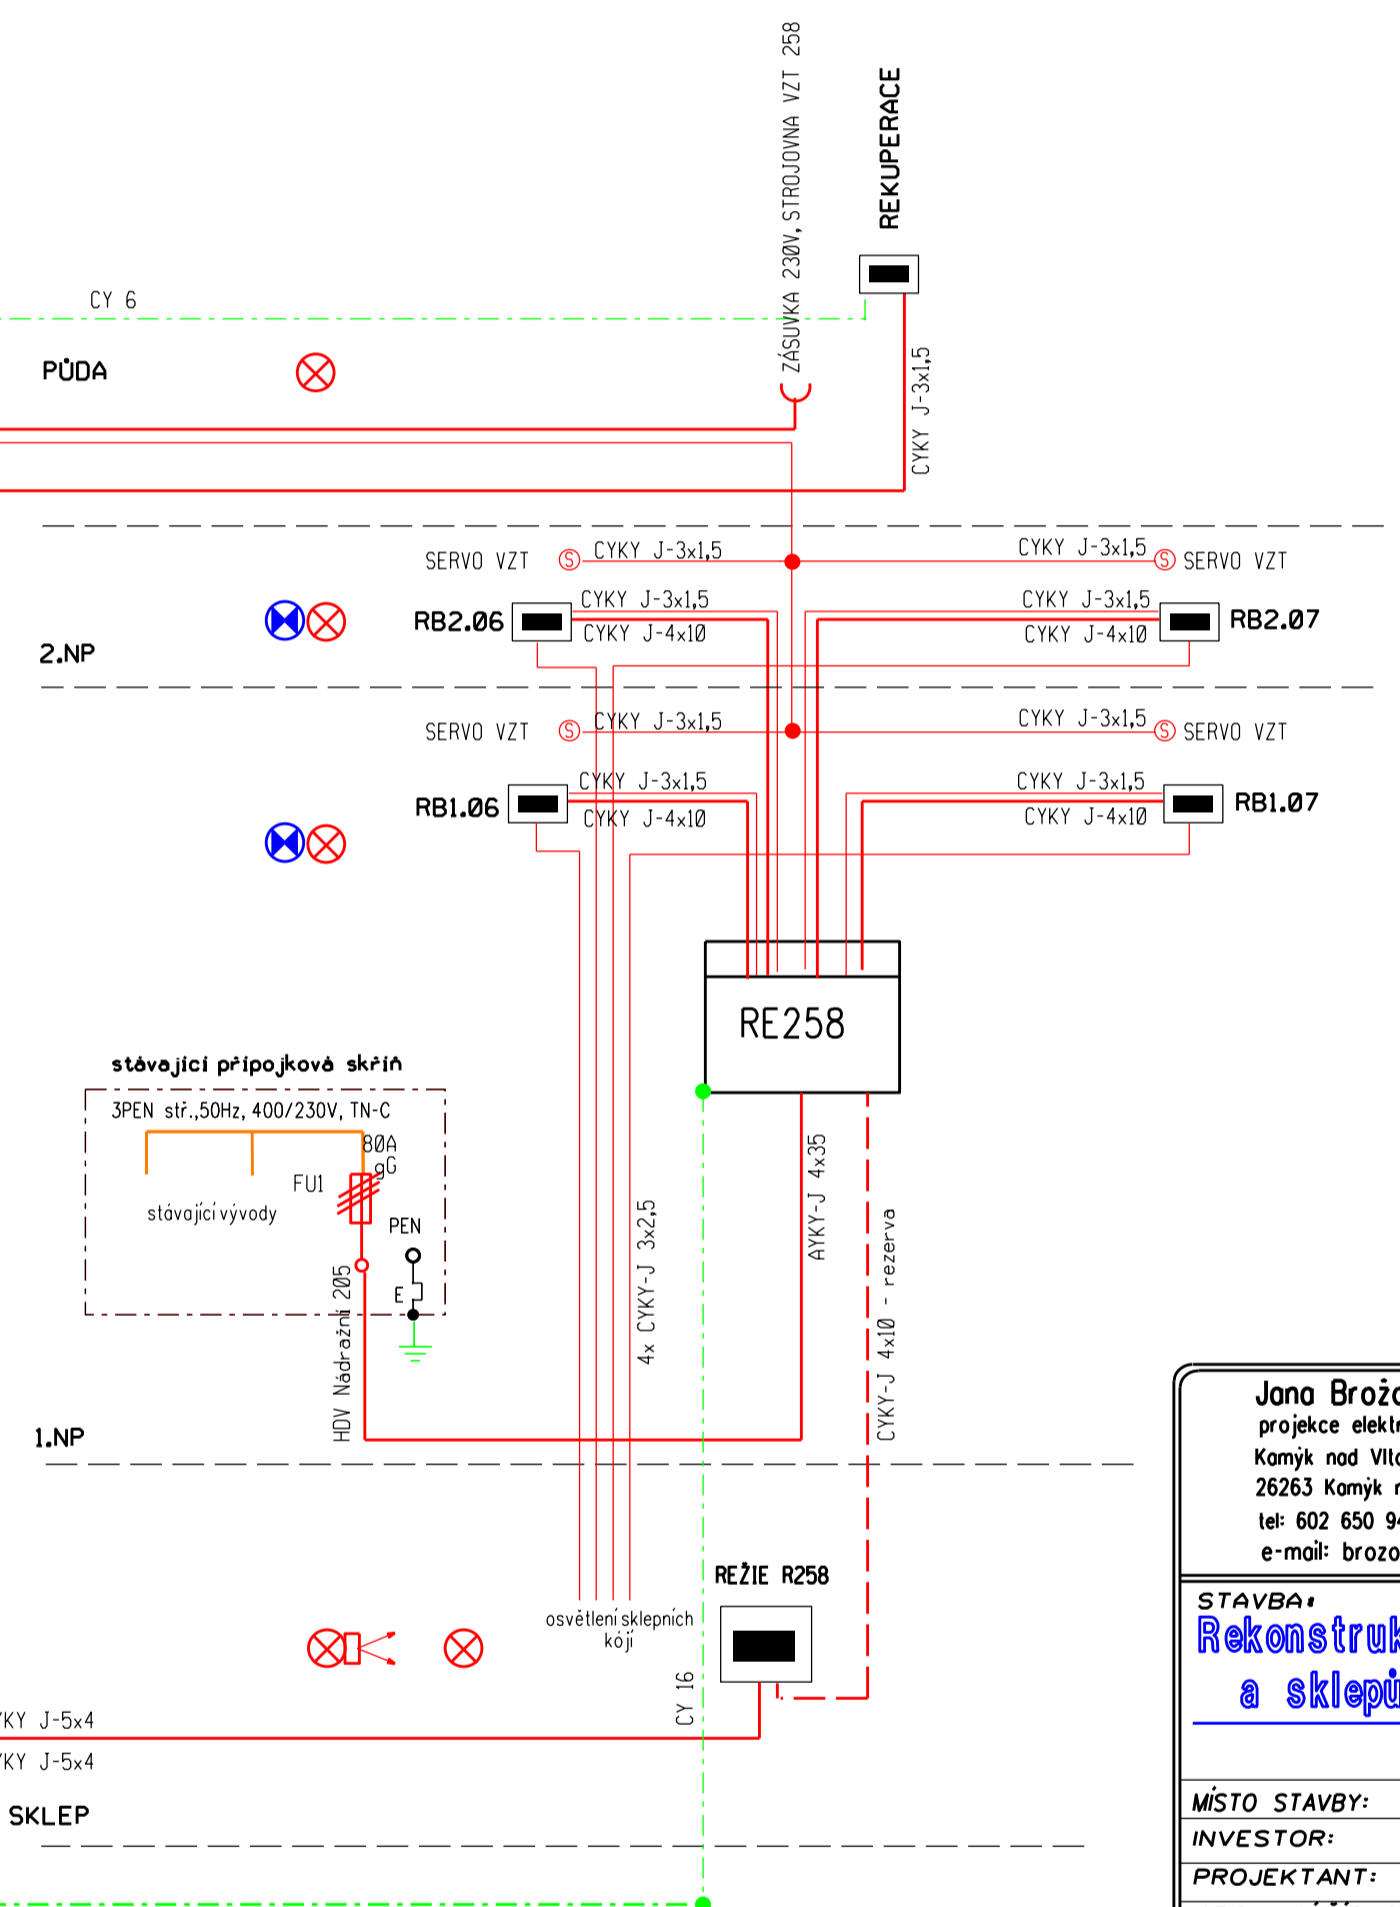 ZÁSUVKA 230V, STROJOVNA VZT 258
REKUPERACE
CY 6
PŮDA
CYKY J-3x1,5
SERVO VZT
S
CYKY J-3x1,5
CYKY J-3x1,5
S
SERVO VZT
RB2.06
CYKY J-3x1,5
CYKY J-4x10
CYKY J-3x1,5
CYKY J-4x10
RB2.07
2.NP
SERVO VZT
S
CYKY J-3x1,5
CYKY J-3x1,5
S
SERVO VZT
RB1.06
CYKY J-3x1,5
CYKY J-4x10
CYKY J-3x1,5
CYKY J-4x10
RB1.07
RE258
stávající přípojková skříň
3PEN stř.,50Hz, 400/230V, TN-C
80A
gG
FU1
stávající vývody
PEN
E
HDV Nádražní 205
4x CYKY-J 3x2,5
AYKY-J 4x35
CYKY-J 4x10 - rezerva
1.NP
REŽIE R258
osvětlení sklepních
kójí
CY 16
KY J-5x4
KY J-5x4
SKLEP
Jana Brožo
projekce elektr
Kamýk nad Vlta
26263 Kamýk n
tel: 602 650 94
e-mail: brozo
STAVBA:
Rekonstruk
a sklepů
MÍSTO STAVBY:
INVESTOR:
PROJEKTANT: